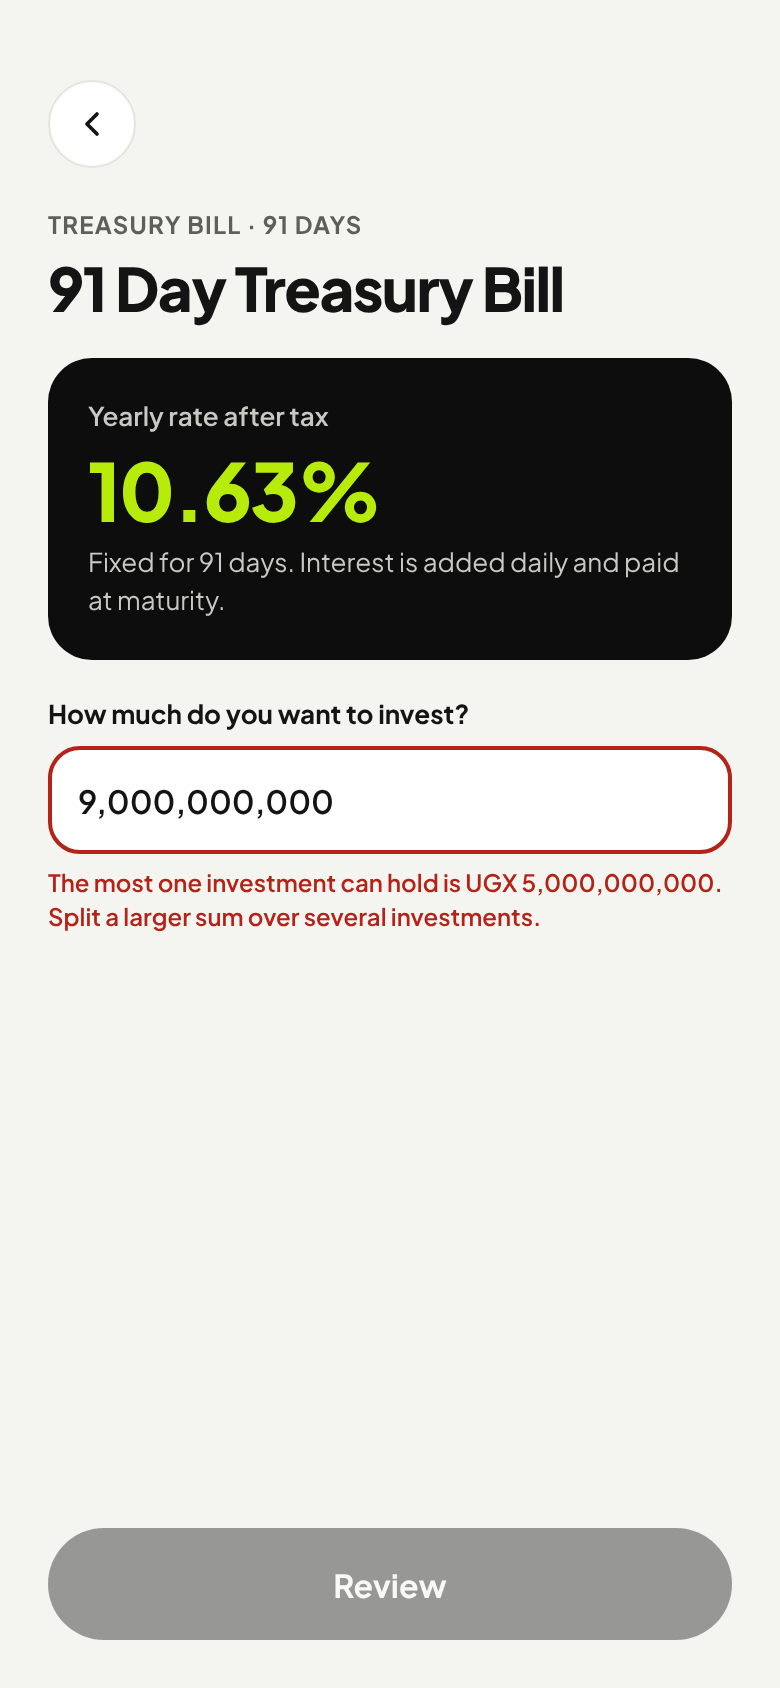 TREASURY BILL · 91 DAYS
91 Day Treasury Bill
Yearly rate after tax
10.63%
Fixed for 91 days. Interest is added daily and paid
at maturity.
How much do you want to invest?
9,000,000,000
The most one investment can hold is UGX 5,000,000,000.
Split a larger sum over several investments.
Review